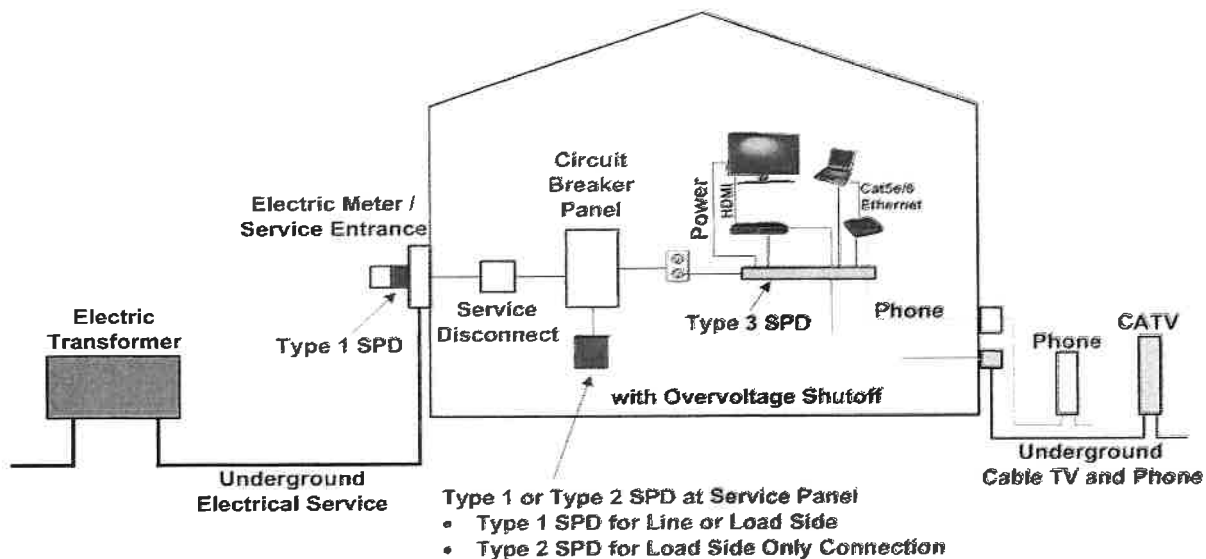 Circuit
Breaker
Panel
Power
HDMI
Cat5e/6
Ethernet
Electric Meter /
Service Entrance
Electric
Transformer
Type 1 SPD
Service
Disconnect
Type 3 SPD
Phone
Phone
CATV
with Overvoltage Shutoff
Underground
Electrical Service
Underground
Cable TV and Phone
Type 1 or Type 2 SPD at Service Panel
• Type 1 SPD for Line or Load Side
• Type 2 SPD for Load Side Only Connection